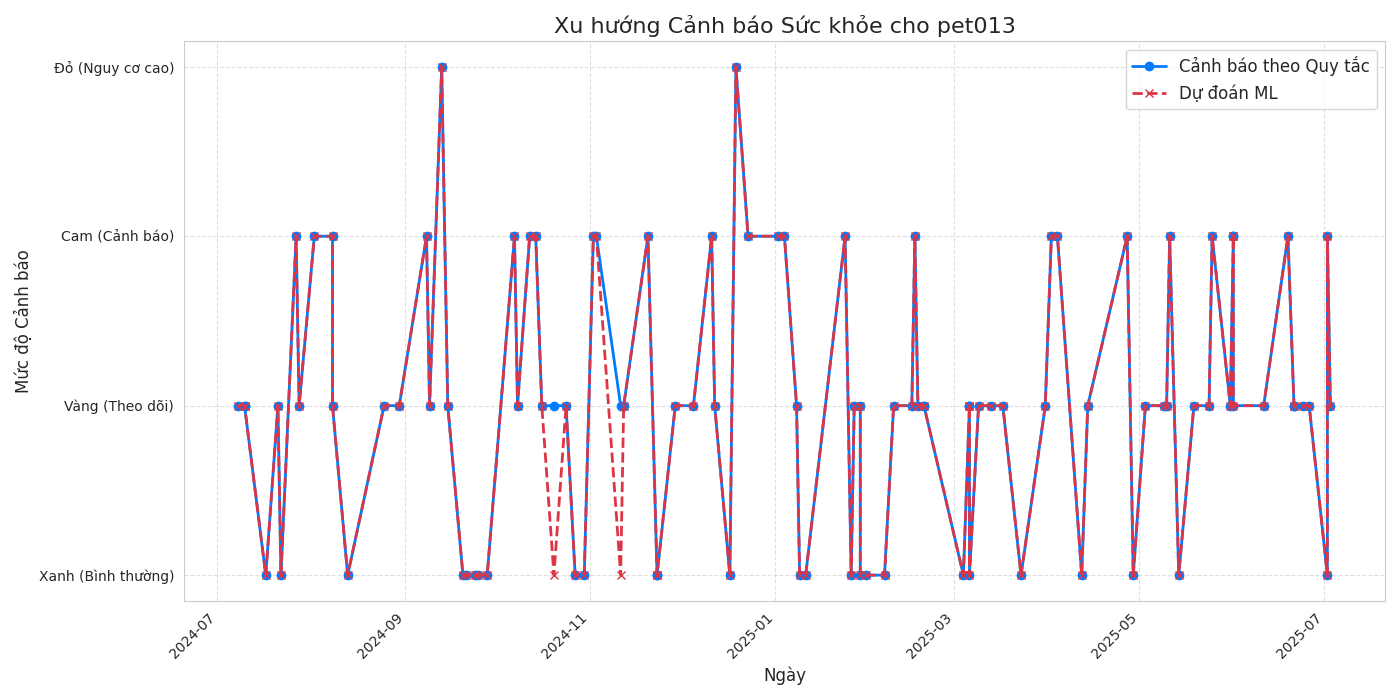 Xu hướng Cảnh báo Sức khỏe cho pet013
Cảnh báo theo Quy tắc
Dự đoán ML
Mức độ Cảnh báo
Đỏ (Nguy cơ cao)
Cam (Cảnh báo)
Vàng (Theo dõi)
Xanh (Bình thường)
2024-07
2024-09
2024-11
2025-01
2025-03
2025-05
2025-07
Ngày